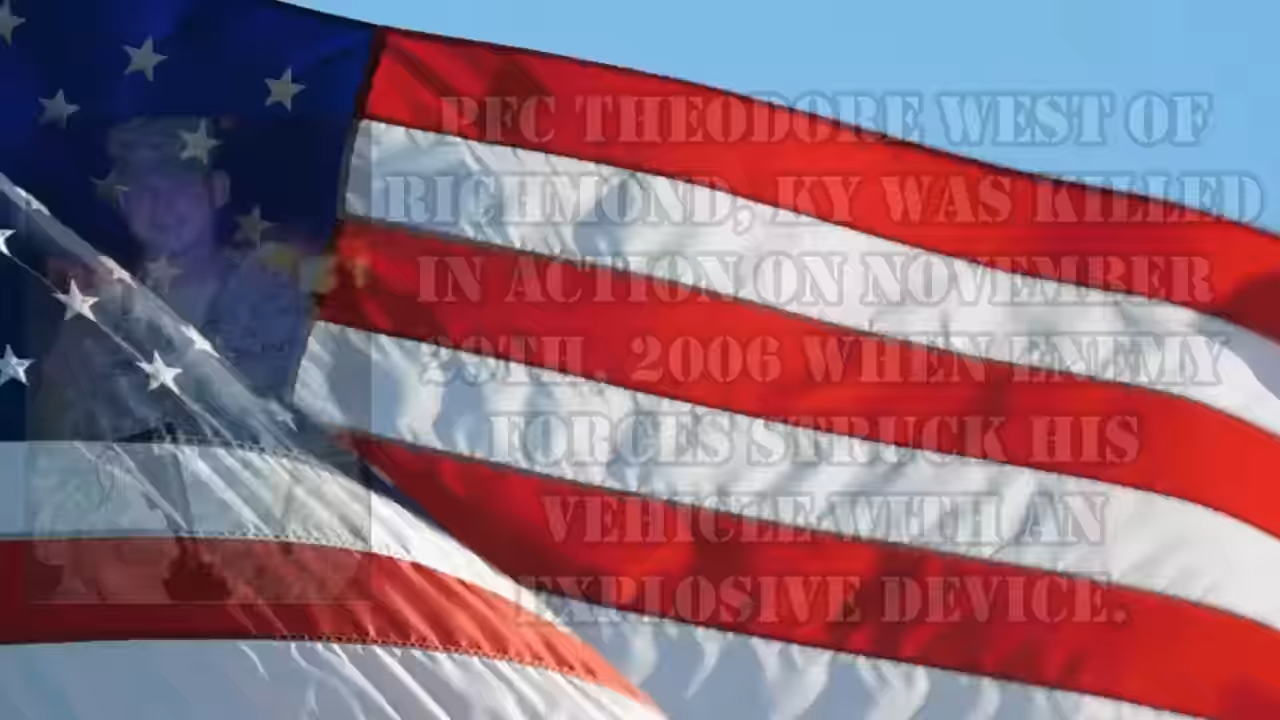 PFC THEODORE WEST OF
RICHMOND, KY WAS KILLED
IN ACTION ON NOVEMBER
29TH, 2006 WHEN ENEMY
FORCES STRUCK HIS
VEHICLE WITH AN
EXPLOSIVE DEVICE.